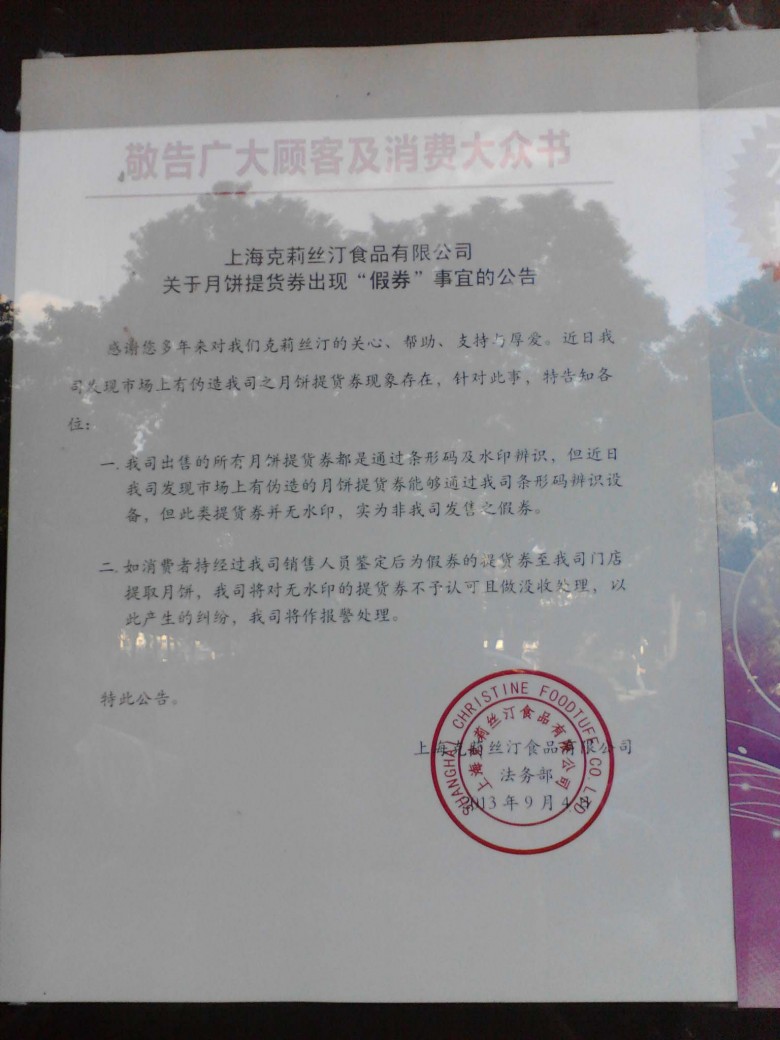 敬告广大顾客及消费大众书
上海克莉丝汀食品有限公司
关于月饼提货券出现“假券”事宜的公告
感谢您多年来对我们克莉丝汀的关心、帮助、支持与厚爱。近日我
司发现市场上有伪造我司之月饼提货券现象存在，针对此事，特告知各
位：
一. 我司出售的所有月饼提货券都是通过条形码及水印辨识，但近日
我司发现市场上有伪造的月饼提货券能够通过我司条形码辨识设
备，但此类提货券并无水印，实为非我司发售之假券。
二. 如消费者持经过我司销售人员鉴定后为假券的提货券至我司门店
提取月饼，我司将对无水印的提货券不予认可且做没收处理，以
此产生的纠纷，我司将作报警处理。
特此公告。
上海克莉丝汀食品有限公司
法务部
2013年9月4日
SHANGHAI CHRISTINE FOODTUFF CO. LTD
上海克莉丝汀食品有限公司